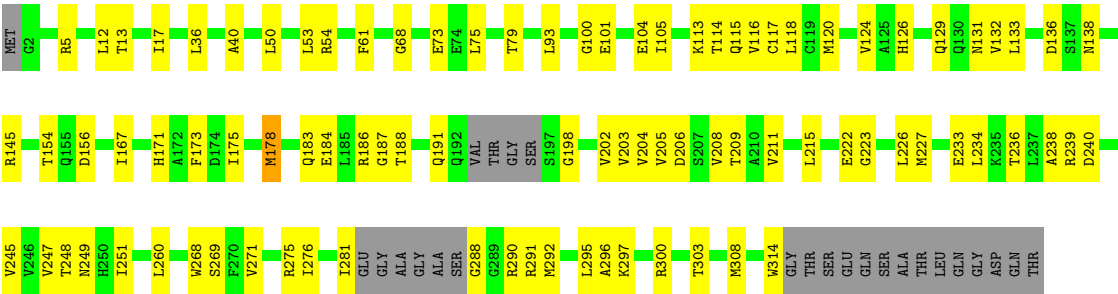 MET G2 R5 L12 T13 I17 L36 A40 L50 L53 R54 F61 G68 E73 E74 L75 T79 L93 G100 E101 E104 I105 K113 T114 Q115 V116 C117 L118 C119 M120 V124 A125 H126 Q129 Q130 N131 V132 L133 D136 S137 N138
R145 T154 Q155 D156 I167 H171 A172 F173 D174 I175 M178 Q183 E184 L185 R186 G187 T188 Q191 Q192 VAL THR GLY SER S197 G198 V202 V203 V204 V205 D206 S207 V208 T209 A210 V211 L215 E222 G223 L226 M227 E233 L234 K235 T236 L237 A238 R239 D240
V245 V246 V247 T248 N249 H250 I251 L260 W268 S269 F270 V271 R275 I276 I281 GLU GLY ALA GLY ALA SER G288 G289 R290 R291 M292 L295 A296 K297 R300 T303 M308 W314 GLY THR SER GLU GLN SER ALA THR LEU GLN GLY ASP GLN THR